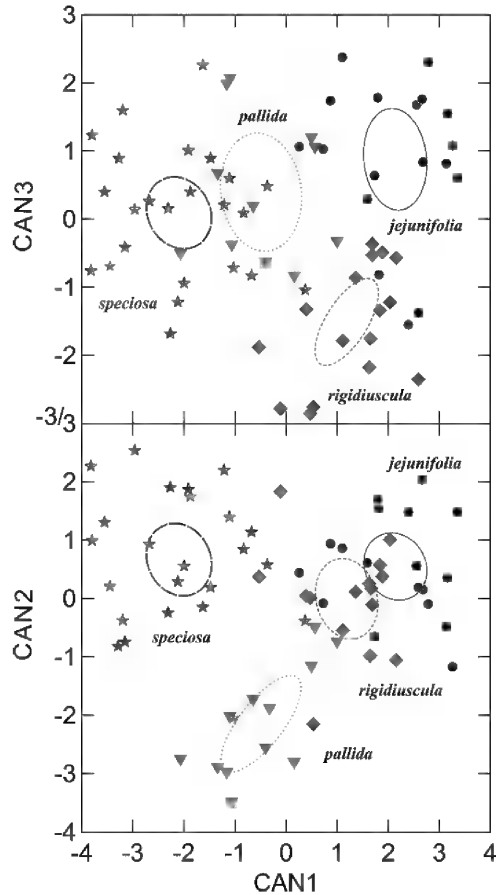 3
2
pallida
1
CAN3
0
jejunifolia
-1
speciosa
-2
rigidiuscula
-3/3
jejunifolia
2
1
CAN2
0
speciosa
-1
rigidiuscula
-2
pallida
-3
-4
-4 -3 -2 -1 0 1 2 3 4
CAN1